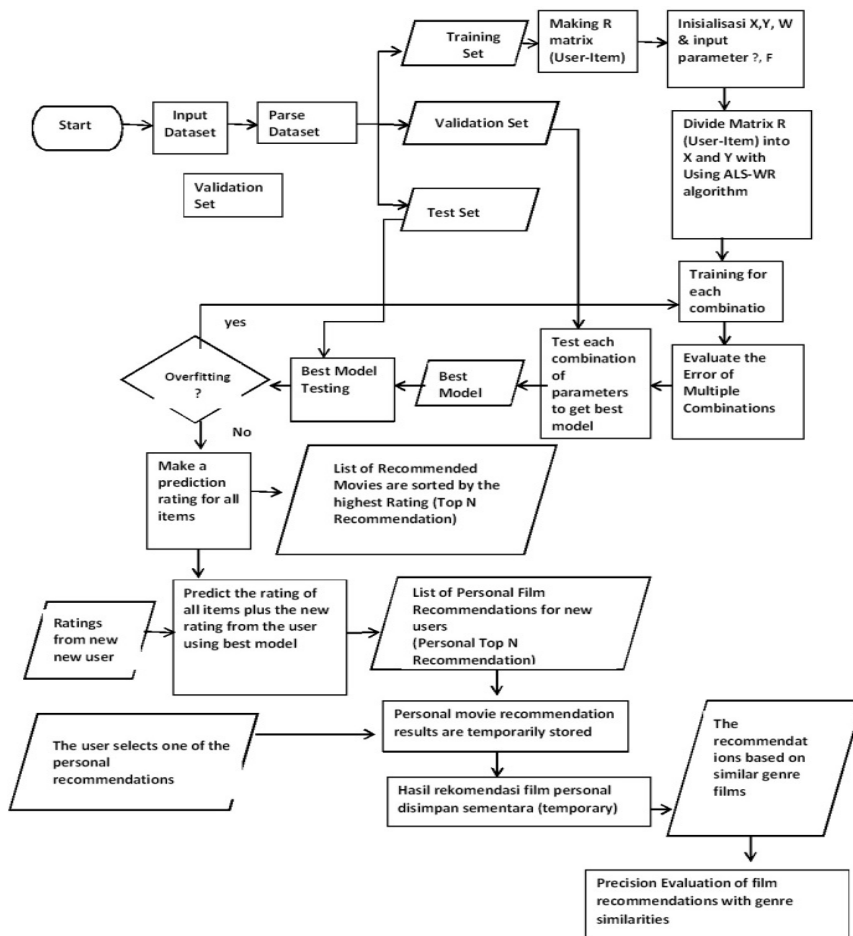 Start
Input
Dataset
Parse
Dataset
Training
Set
Making R
matrix
(User-Item)
Inisialisasi X,Y, W
& input
parameter ?, F
Validation Set
Validation
Set
Test Set
Divide Matrix R
(User-Item) into
X and Y with
Using ALS-WR
algorithm
Training for
each
combinatio
yes
Overfitting
?
Best Model
Testing
Best
Model
Test each
combination
of
parameters
to get best
model
Evaluate the
Error of
Multiple
Combinations
No
Make a
prediction
rating for all
items
List of Recommended
Movies are sorted by the
highest Rating (Top N
Recommendation)
Ratings
from new
new user
Predict the rating of
all items plus the new
rating from the user
using best model
List of Personal Film
Recommendations for new
users
(Personal Top N
Recommendation)
The user selects one of the
personal
recommendations
Personal movie recommendation
results are temporarily stored
Hasil rekomendasi film personal
disimpan sementara (temporary)
The
recommendat
ions based on
similar genre
films
Precision Evaluation of film
recommendations with genre
similarities